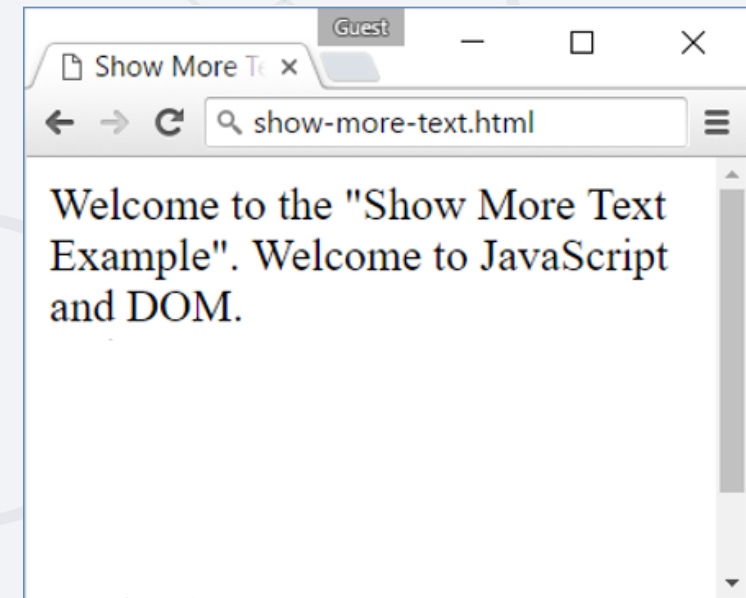 Guest
Show More Te
show-more-text.html
Welcome to the "Show More Text
Example". Welcome to JavaScript
and DOM.